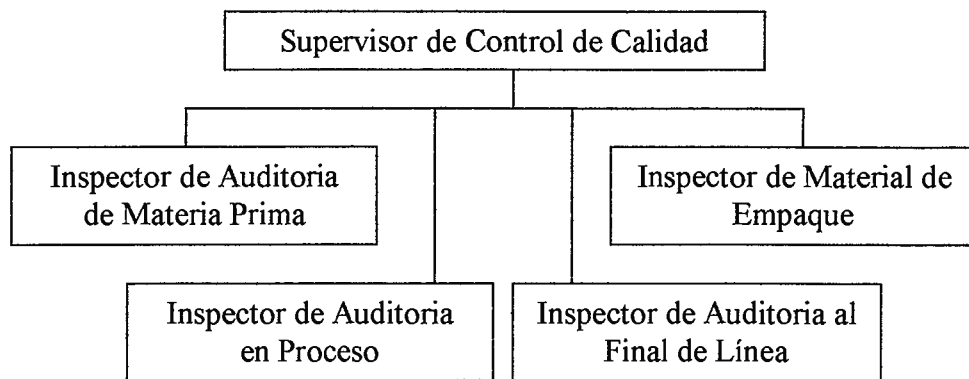 Supervisor de Control de Calidad
Inspector de Auditoria
de Materia Prima
Inspector de Material de
Empaque
Inspector de Auditoria
en Proceso
Inspector de Auditoria al
Final de Línea